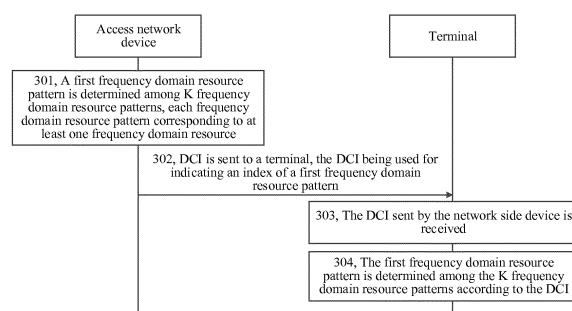 Access network
device
Terminal
301, A first frequency domain resource
pattern is determined among K frequency
domain resource patterns, each frequency
domain resource pattern corresponding to at
least one frequency domain resource
302, DCI is sent to a terminal, the DCI being used for
indicating an index of a first frequency domain
resource pattern
303, The DCI sent by the network side device is
received
304, The first frequency domain resource
pattern is determined among the K frequency
domain resource patterns according to the DCI